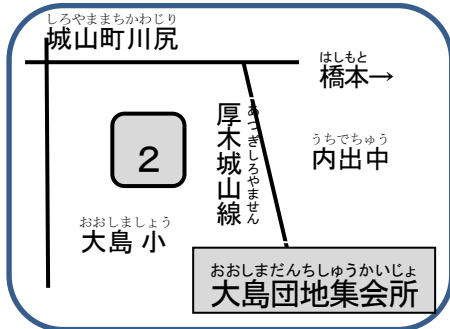 しろやままちかわじり
城山町川尻
はしもと
橋本→
あつぎしろやません
厚木城山線
2
うちでちゅう
内出中
おおしましょう
大島 小
おおしまだんちしゅうかいじょ
大島団地集会所